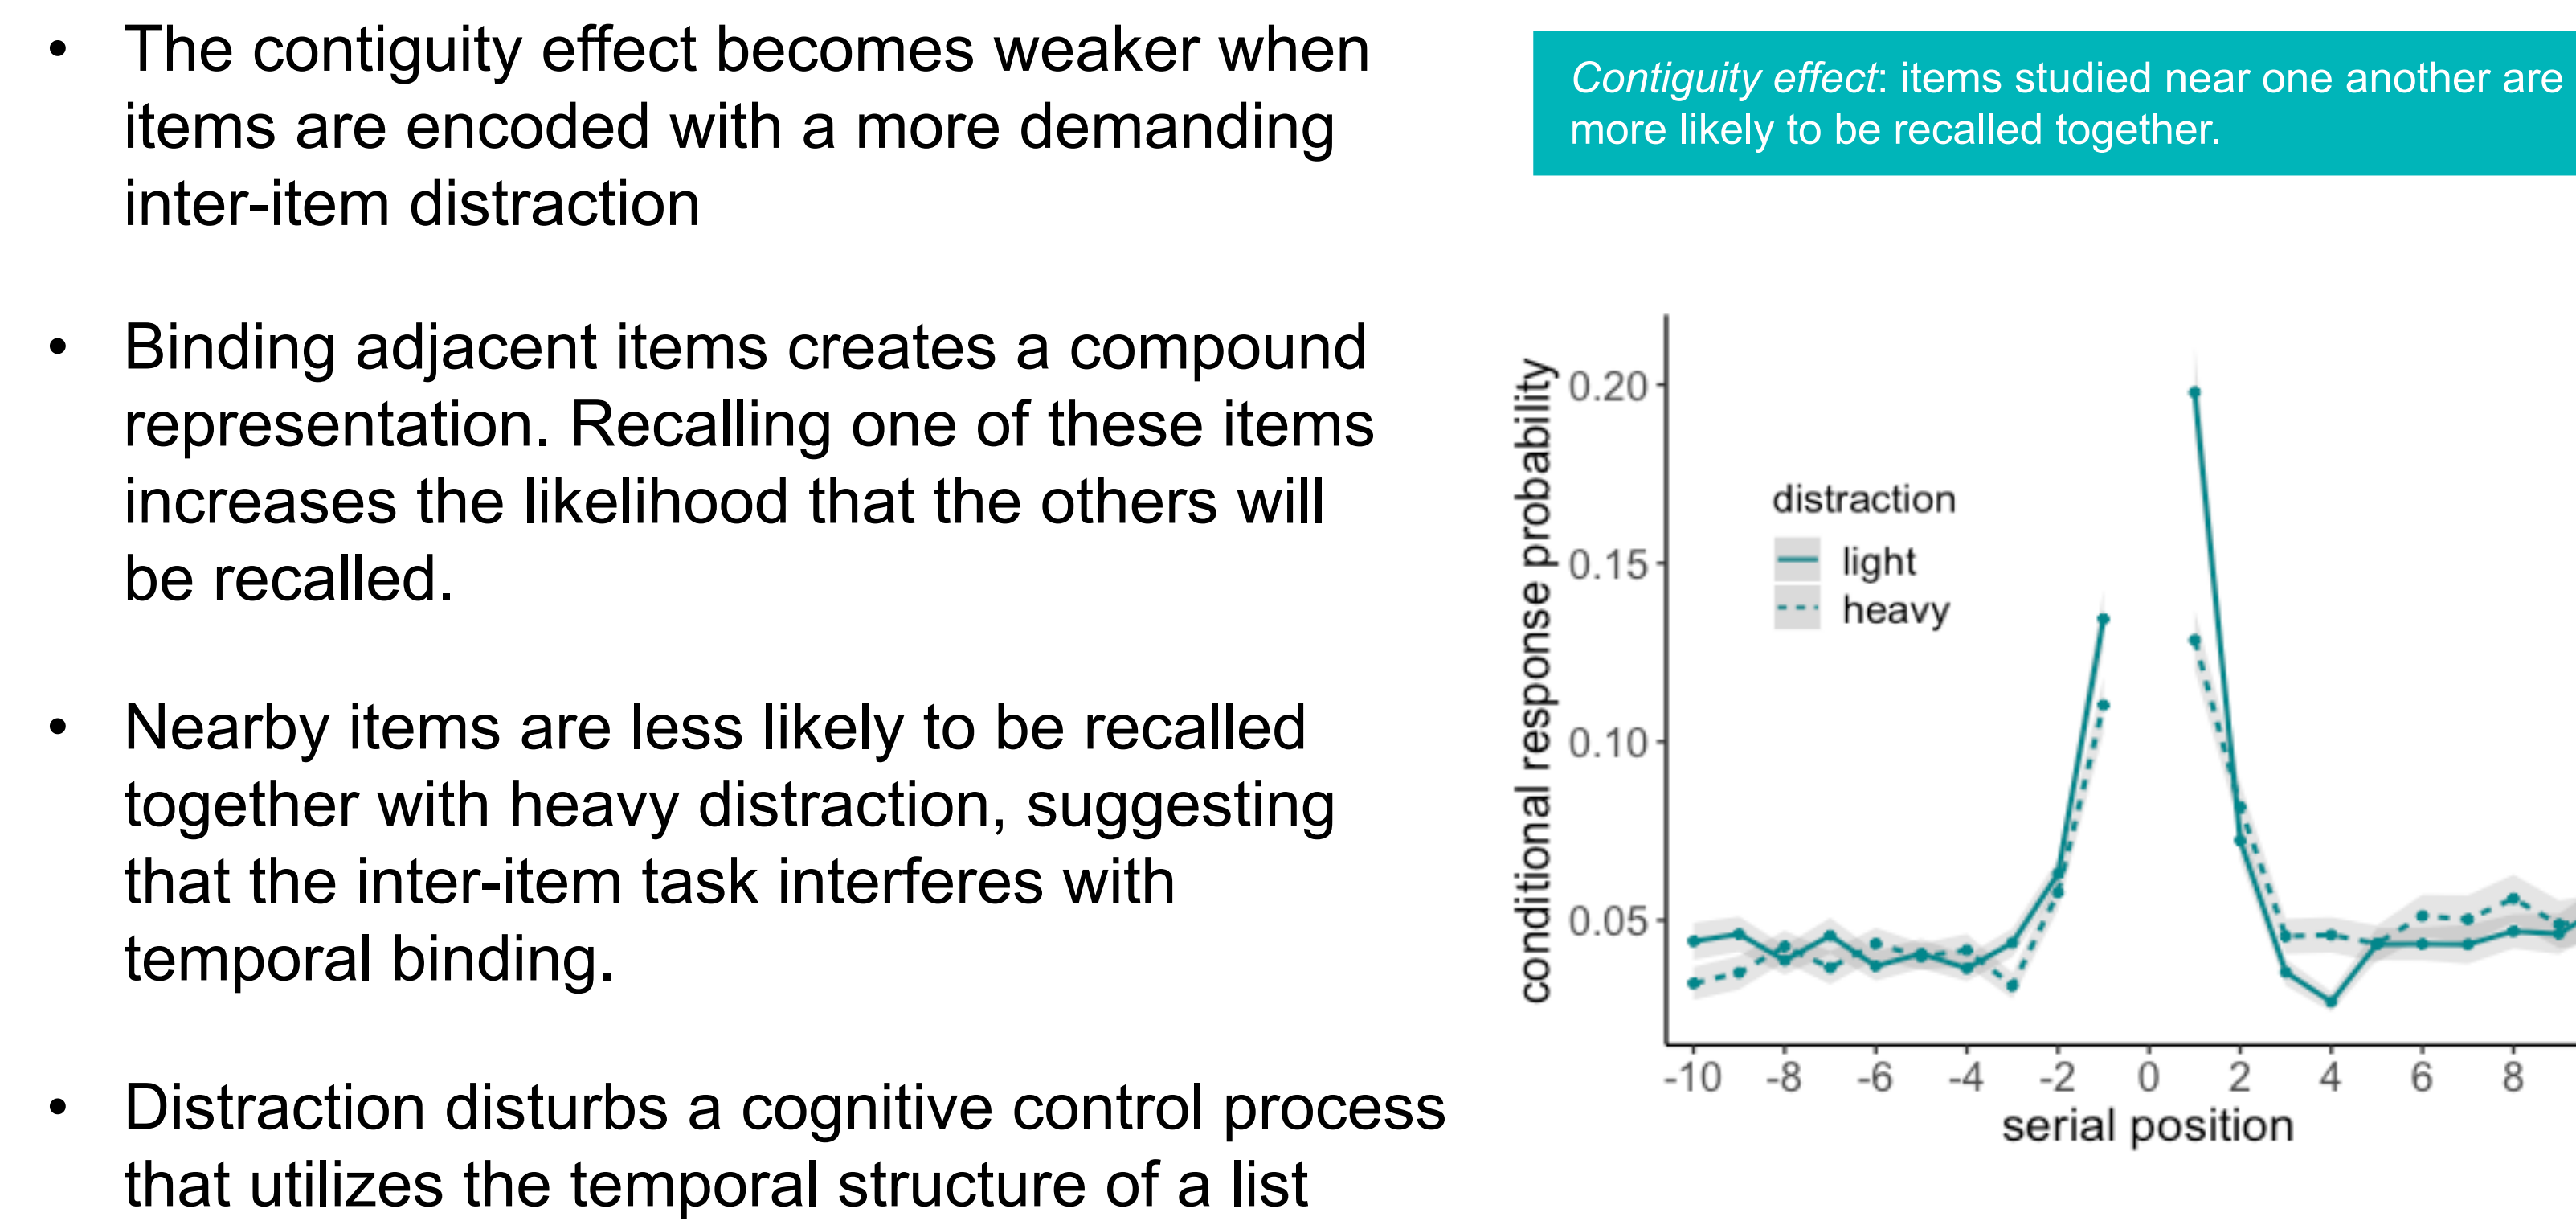 • The contiguity effect becomes weaker when
items are encoded with a more demanding
inter-item distraction
• Binding adjacent items creates a compound
representation. Recalling one of these items
increases the likelihood that the others will
be recalled.
• Nearby items are less likely to be recalled
together with heavy distraction, suggesting
that the inter-item task interferes with
temporal binding.
• Distraction disturbs a cognitive control process
that utilizes the temporal structure of a list
Contiguity effect: items studied near one another are
more likely to be recalled together.
conditional response probability
0.20
0.15
0.10
0.05
distraction
light
heavy
-10 -8 -6 -4 -2 0 2 4 6 8
serial position